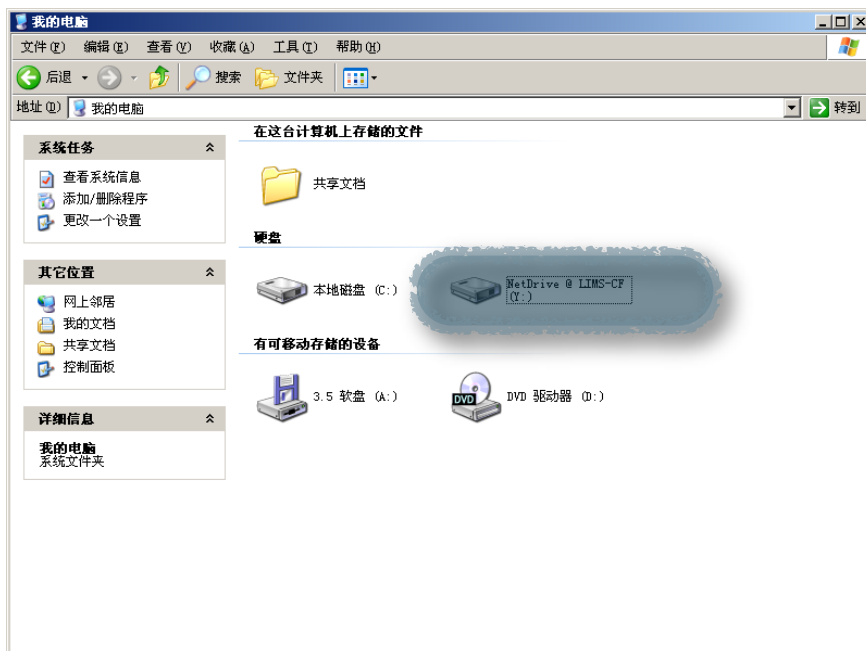 我的电脑
文件(F) 编辑(E) 查看(V) 收藏(A) 工具(T) 帮助(H)
后退 搜索 文件夹
地址(D) 我的电脑 转到
系统任务
查看系统信息
添加/删除程序
更改一个设置
其它位置
网上邻居
我的文档
共享文档
控制面板
详细信息
我的电脑
系统文件夹
在这台计算机上存储的文件
共享文档
硬盘
本地磁盘 (C:)
NetDrive @ LIMS-CF
(Y:)
有可移动存储的设备
3.5 软盘 (A:)
DVD DVD 驱动器 (D:)